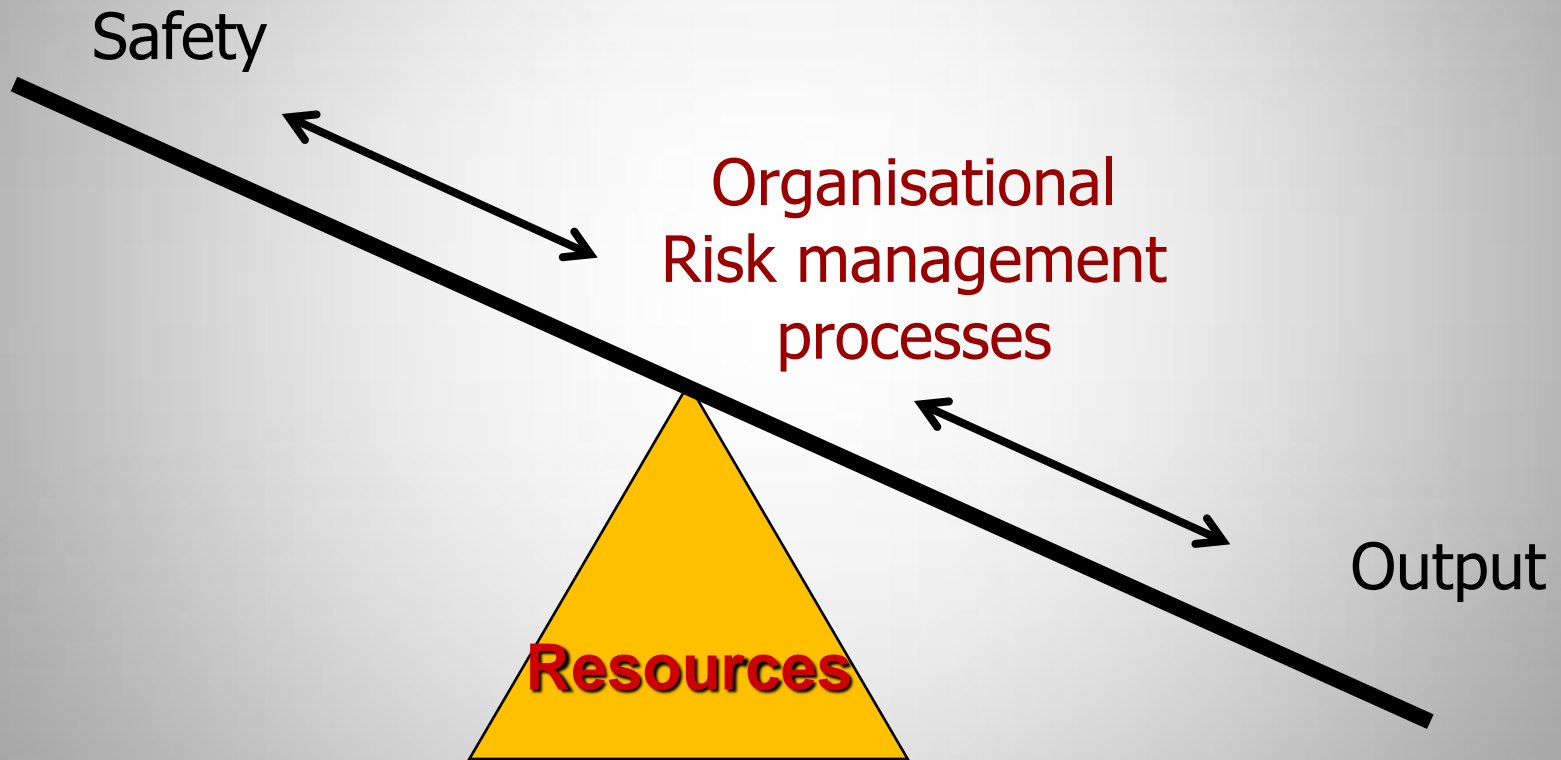 Safety
Organisational
Risk management
processes
Output
Resources